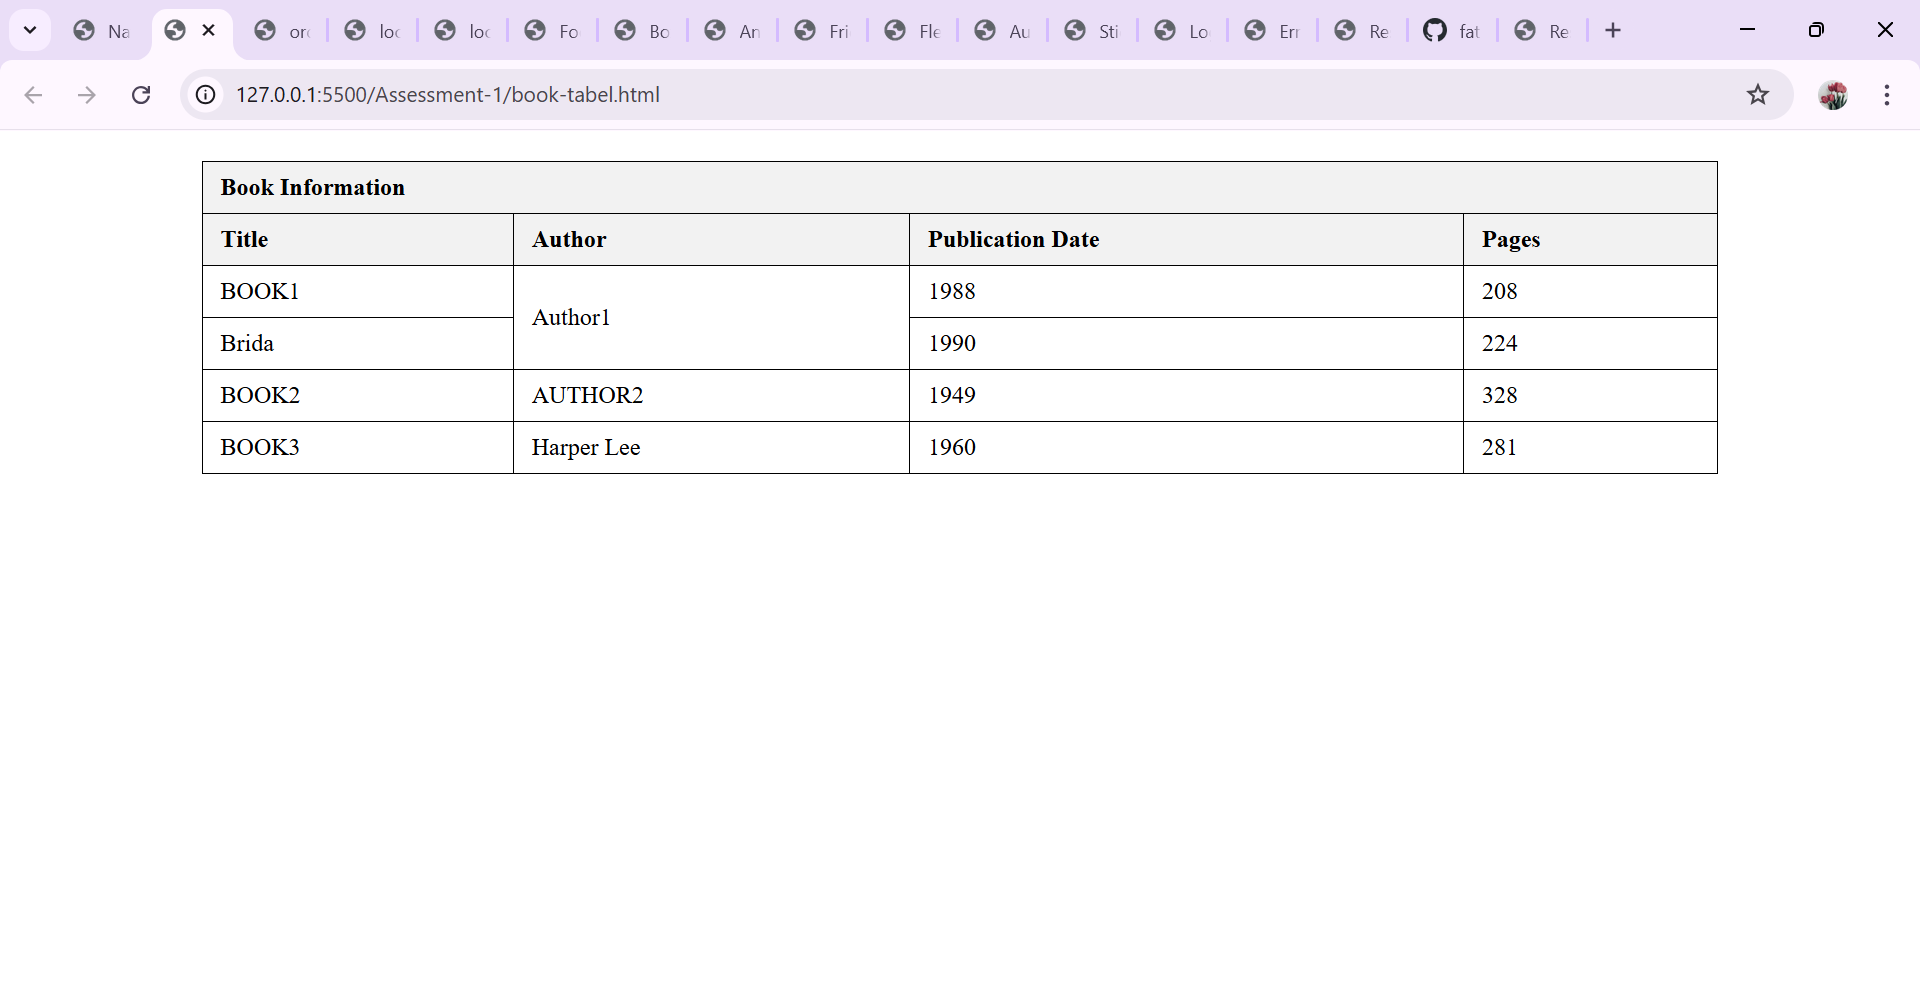 Na
orc
loc
loc
Fo
Bo
An
Fri
Fle
Au
Sti
Lo
Err
Re
fat
Re
127.0.0.1:5500/Assessment-1/book-tabel.html
Book Information
Title Author Publication Date Pages
BOOK1 Author1 1988 208
Brida 1990 224
BOOK2 AUTHOR2 1949 328
BOOK3 Harper Lee 1960 281